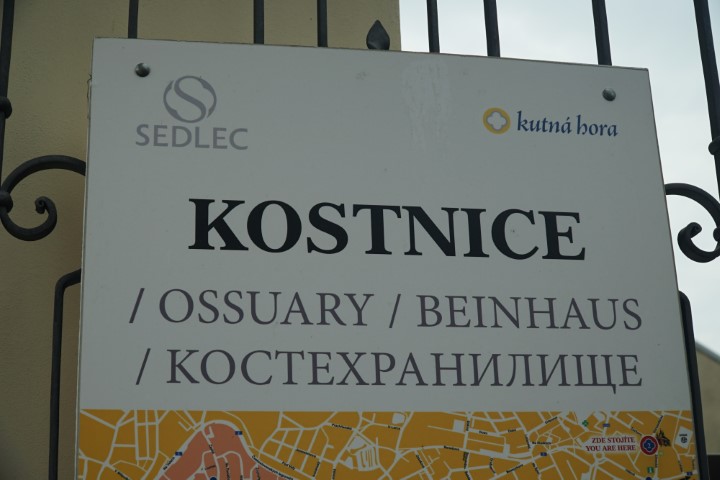 SEDLEC
kutná hora
KOSTNICE
/ OSSUARY / BEINHAUS
/ КОСТЕХРАНИЛИЩЕ
ZDE STOJÍTE
YOU ARE HERE